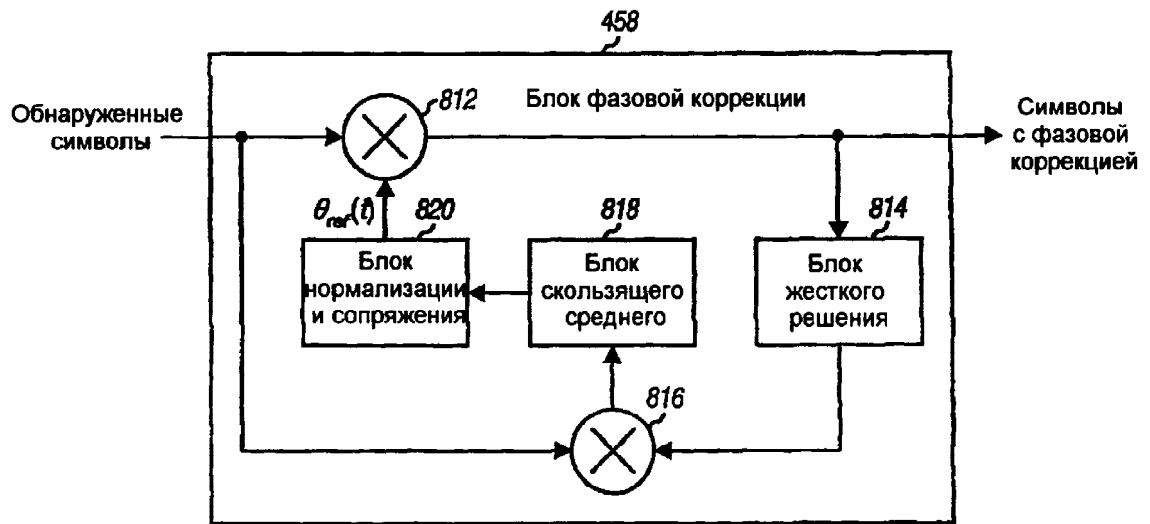 458
Обнаруженные
символы
812
Блок фазовой коррекции
Символы
с фазовой
коррекцией
θref(t)
820
818
814
Блок
нормализации
и сопряжения
Блок
скользящего
среднего
Блок
жесткого
решения
816